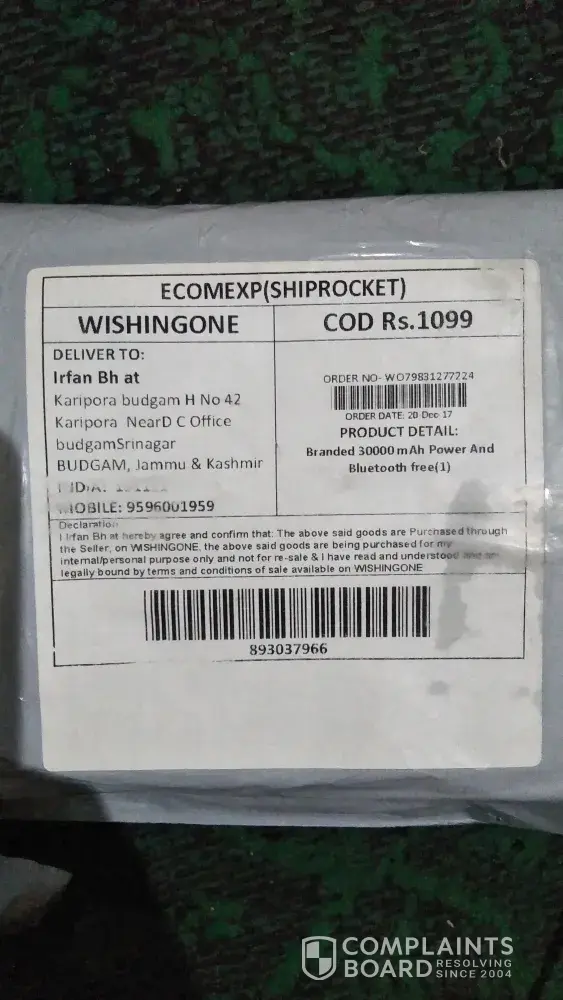 ECOMEXP(SHIPROCKET)
WISHINGONE
COD Rs.1099
DELIVER TO:
Irfan Bh at
Karipora budgam H No 42
Karipora NearD C Office
budgamSrinagar
BUDGAM, Jammu & Kashmir
MOBILE: 9596001959
ORDER NO- WO79831277224
ORDER DATE: 20 Dec 17
PRODUCT DETAIL:
Branded 30000 mAh Power And
Bluetooth free(1)
Declaration
I Irfan Bh at hereby agree and confirm that: The above said goods are Purchased through
the Seller, on WISHINGONE, the above said goods are being purchased for my
internal/personal purpose only and not for re-sale & I have read and understood and am
legally bound by terms and conditions of sale available on WISHINGONE
893037966
COMPLAINTS
BOARD RESOLVING
SINCE 2004